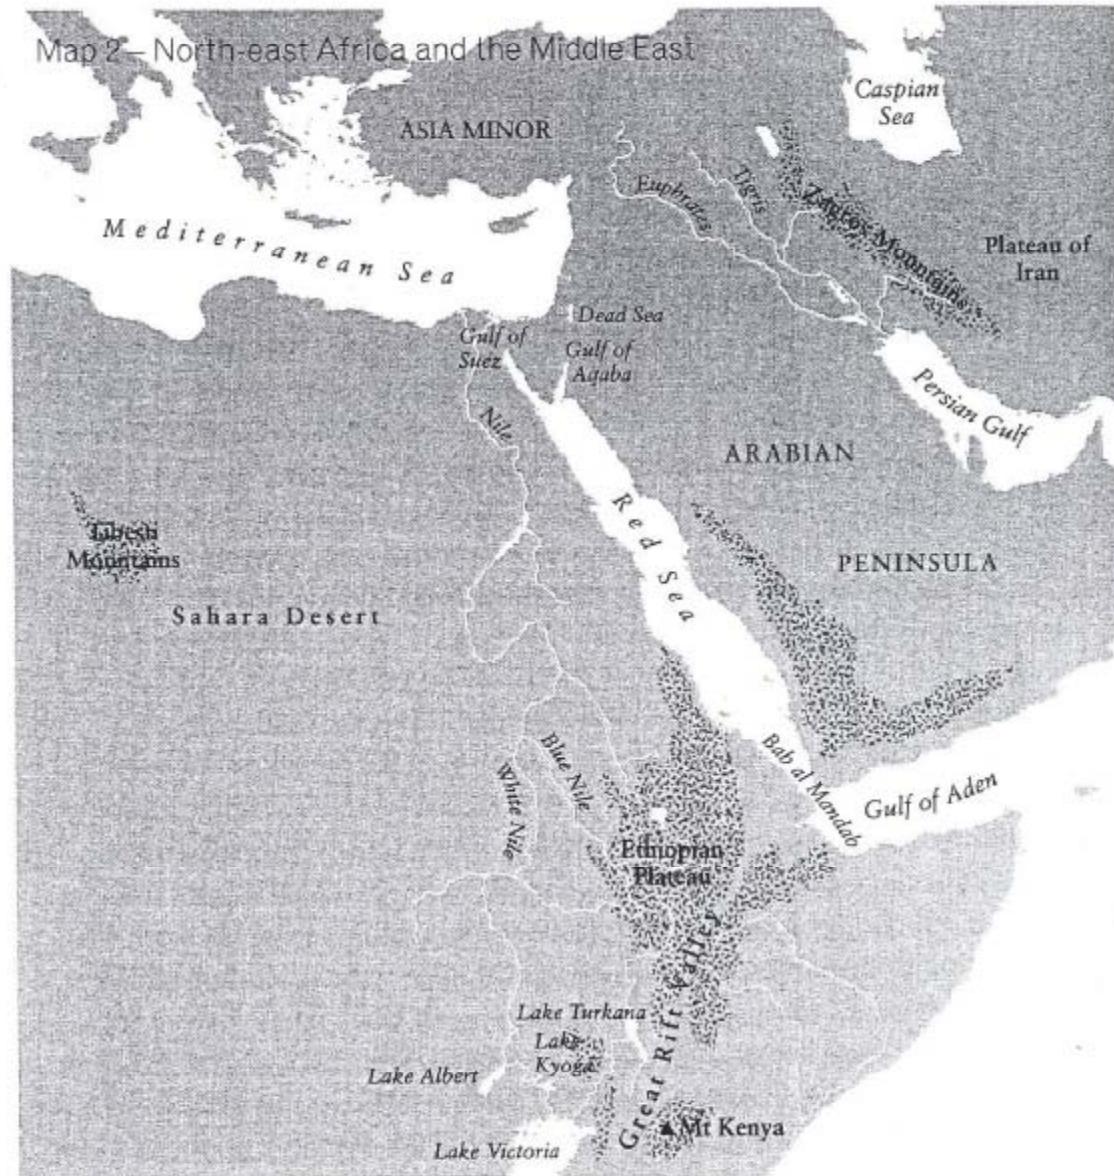 Map 2 – North-east Africa and the Middle East
Caspian
Sea
ASIA MINOR
Euphrates
Tigris
Zagros Mountains
Plateau of
Iran
Mediterranean Sea
Dead Sea
Gulf of
Suez
Gulf of
Aqaba
Persian Gulf
Nile
ARABIAN
Red Sea
Tibesti
Mountains
PENINSULA
Sahara Desert
Blue Nile
White Nile
Bab al Mandab
Gulf of Aden
Ethiopian
Plateau
Great Rift Valley
Lake Turkana
Lake
Kyoga
Lake Albert
Mt Kenya
Lake Victoria